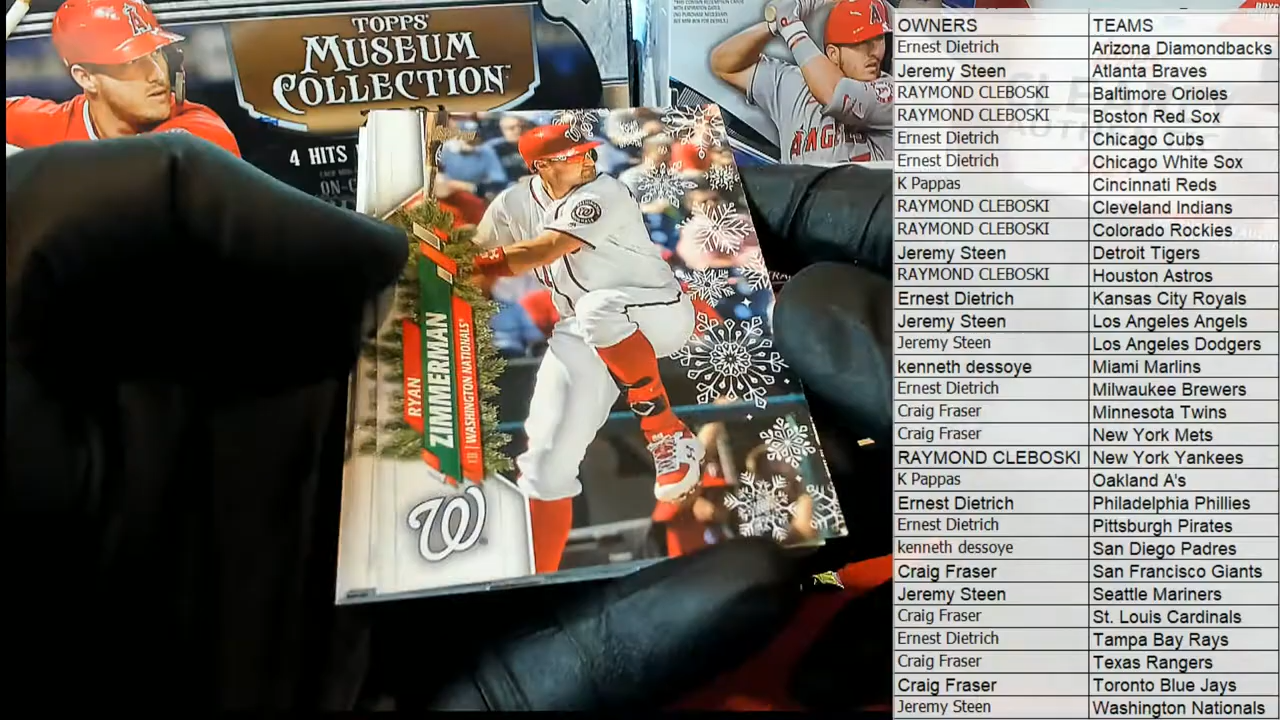 TOPPS
MUSEUM
COLLECTION
4 HITS
ON-C
ANGELS
RYAN
ZIMMERMAN
1B | WASHINGTON NATIONALS
W
OWNERS TEAMS
Ernest Dietrich Arizona Diamondbacks
Jeremy Steen Atlanta Braves
RAYMOND CLEBOSKI Baltimore Orioles
RAYMOND CLEBOSKI Boston Red Sox
Ernest Dietrich Chicago Cubs
Ernest Dietrich Chicago White Sox
K Pappas Cincinnati Reds
RAYMOND CLEBOSKI Cleveland Indians
RAYMOND CLEBOSKI Colorado Rockies
Jeremy Steen Detroit Tigers
RAYMOND CLEBOSKI Houston Astros
Ernest Dietrich Kansas City Royals
Jeremy Steen Los Angeles Angels
Jeremy Steen Los Angeles Dodgers
kenneth dessoye Miami Marlins
Ernest Dietrich Milwaukee Brewers
Craig Fraser Minnesota Twins
Craig Fraser New York Mets
RAYMOND CLEBOSKI New York Yankees
K Pappas Oakland A's
Ernest Dietrich Philadelphia Phillies
Ernest Dietrich Pittsburgh Pirates
kenneth dessoye San Diego Padres
Craig Fraser San Francisco Giants
Jeremy Steen Seattle Mariners
Craig Fraser St. Louis Cardinals
Ernest Dietrich Tampa Bay Rays
Craig Fraser Texas Rangers
Craig Fraser Toronto Blue Jays
Jeremy Steen Washington Nationals